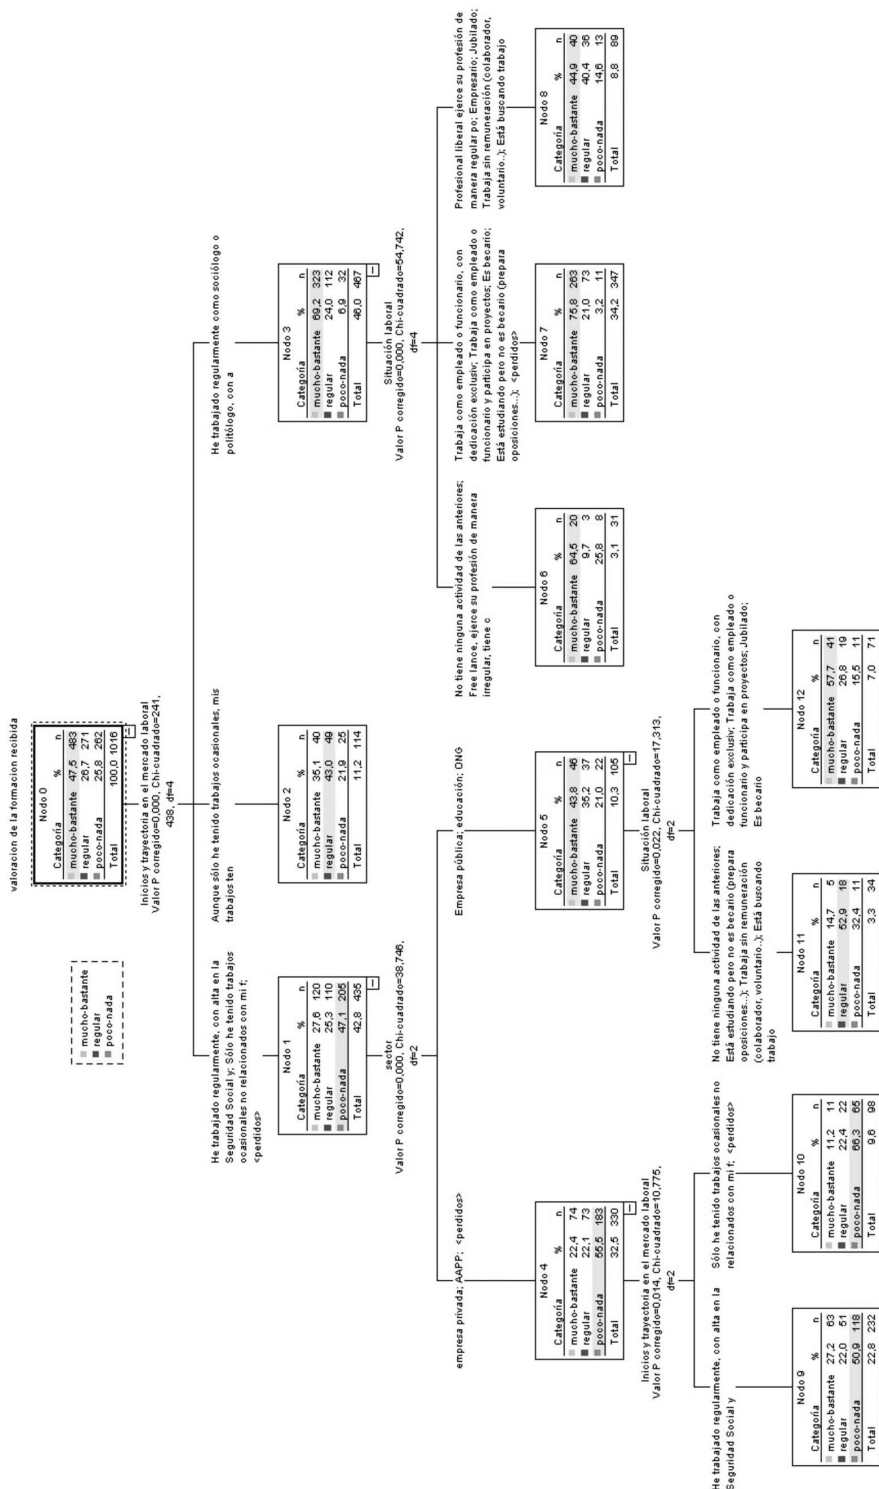 valoracion de la formacion recibida
mucho-bastante
regular
poco-nada
Nodo 0
Categoría % n
mucho-bastante 47,5 483
regular 26,7 271
poco-nada 25,8 262
Total 100,0 1016
Inicios y trayectoria en el mercado laboral
Valor P corregido=0,000, Chi-cuadrado=241,
438, df=4
He trabajado regularmente, con alta en la
Seguridad Social y; Sólo he tenido trabajos
ocasionales no relacionados con mi f;
<perdidos>
Nodo 1
Categoría % n
mucho-bastante 27,6 120
regular 25,3 110
poco-nada 47,1 205
Total 42,8 435
sector
Valor P corregido=0,000, Chi-cuadrado=38,746,
df=2
Aunque sólo he tenido trabajos ocasionales, mis
trabajos ten
Nodo 2
Categoría % n
mucho-bastante 35,1 40
regular 43,0 49
poco-nada 21,9 25
Total 11,2 114
He trabajado regularmente como sociólogo o
politólogo, con a
Nodo 3
Categoría % n
mucho-bastante 69,2 323
regular 24,0 112
poco-nada 6,9 32
Total 46,0 467
Situación laboral
Valor P corregido=0,000, Chi-cuadrado=54,742,
df=4
empresa privada; AAPP; <perdidos>
Nodo 4
Categoría % n
mucho-bastante 22,4 74
regular 22,1 73
poco-nada 55,5 183
Total 32,5 330
Inicios y trayectoria en el mercado laboral
Valor P corregido=0,014, Chi-cuadrado=10,775,
df=2
Empresa pública; educación; ONG
Nodo 5
Categoría % n
mucho-bastante 43,8 46
regular 35,2 37
poco-nada 21,0 22
Total 10,3 105
Situación laboral
Valor P corregido=0,022, Chi-cuadrado=17,313,
df=2
No tiene ninguna actividad de las anteriores;
Free lance, ejerce su profesión de manera
irregular, tiene c
Nodo 6
Categoría % n
mucho-bastante 64,5 20
regular 9,7 3
poco-nada 25,8 8
Total 3,1 31
Trabaja como empleado o funcionario, con
dedicación exclusiv; Trabaja como empleado o
funcionario y participa en proyectos; Es becario;
Está estudiando pero no es becario (prepara
oposiciones...); <perdidos>
Nodo 7
Categoría % n
mucho-bastante 75,8 263
regular 21,0 73
poco-nada 3,2 11
Total 34,2 347
Profesional liberal ejerce su profesión de
manera regular po; Empresario; Jubilado;
Trabaja sin remuneración (colaborador,
voluntario..); Está buscando trabajo
Nodo 8
Categoría % n
mucho-bastante 44,9 40
regular 40,4 36
poco-nada 14,6 13
Total 8,8 89
He trabajado regularmente, con alta en la
Seguridad Social y
Nodo 9
Categoría % n
mucho-bastante 27,2 63
regular 22,0 51
poco-nada 50,9 118
Total 22,8 232
Sólo he tenido trabajos ocasionales no
relacionados con mi f; <perdidos>
Nodo 10
Categoría % n
mucho-bastante 11,2 11
regular 22,4 22
poco-nada 66,3 65
Total 9,6 98
No tiene ninguna actividad de las anteriores;
Está estudiando pero no es becario (prepara
oposiciones...); Trabaja sin remuneración
(colaborador, voluntario..); Está buscando
trabajo
Nodo 11
Categoría % n
mucho-bastante 14,7 5
regular 52,9 18
poco-nada 32,4 11
Total 3,3 34
Trabaja como empleado o funcionario, con
dedicación exclusiv; Trabaja como empleado o
funcionario y participa en proyectos; Jubilado;
Es becario
Nodo 12
Categoría % n
mucho-bastante 57,7 41
regular 26,8 19
poco-nada 15,5 11
Total 7,0 71